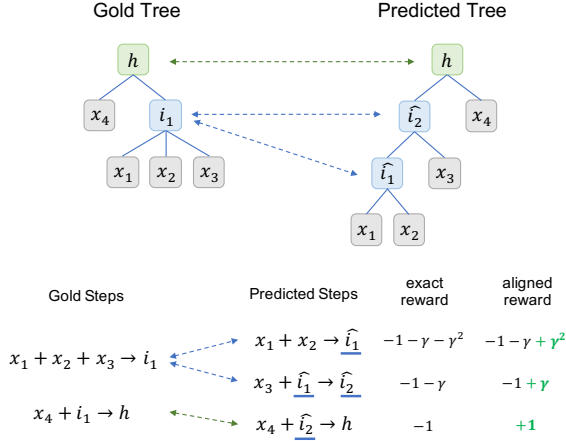 Gold Tree Predicted Tree
h h
x₄ i₁ î₂ x₄
x₁ x₂ x₃ î₁ x₃
x₁ x₂
Gold Steps Predicted Steps exact reward aligned reward
x₁ + x₂ + x₃ → i₁
x₄ + i₁ → h
x₁ + x₂ → î₁ −1 − γ − γ² −1 − γ + γ²
x₃ + î₁ → î₂ −1 − γ −1 + γ
x₄ + î₂ → h −1 +1